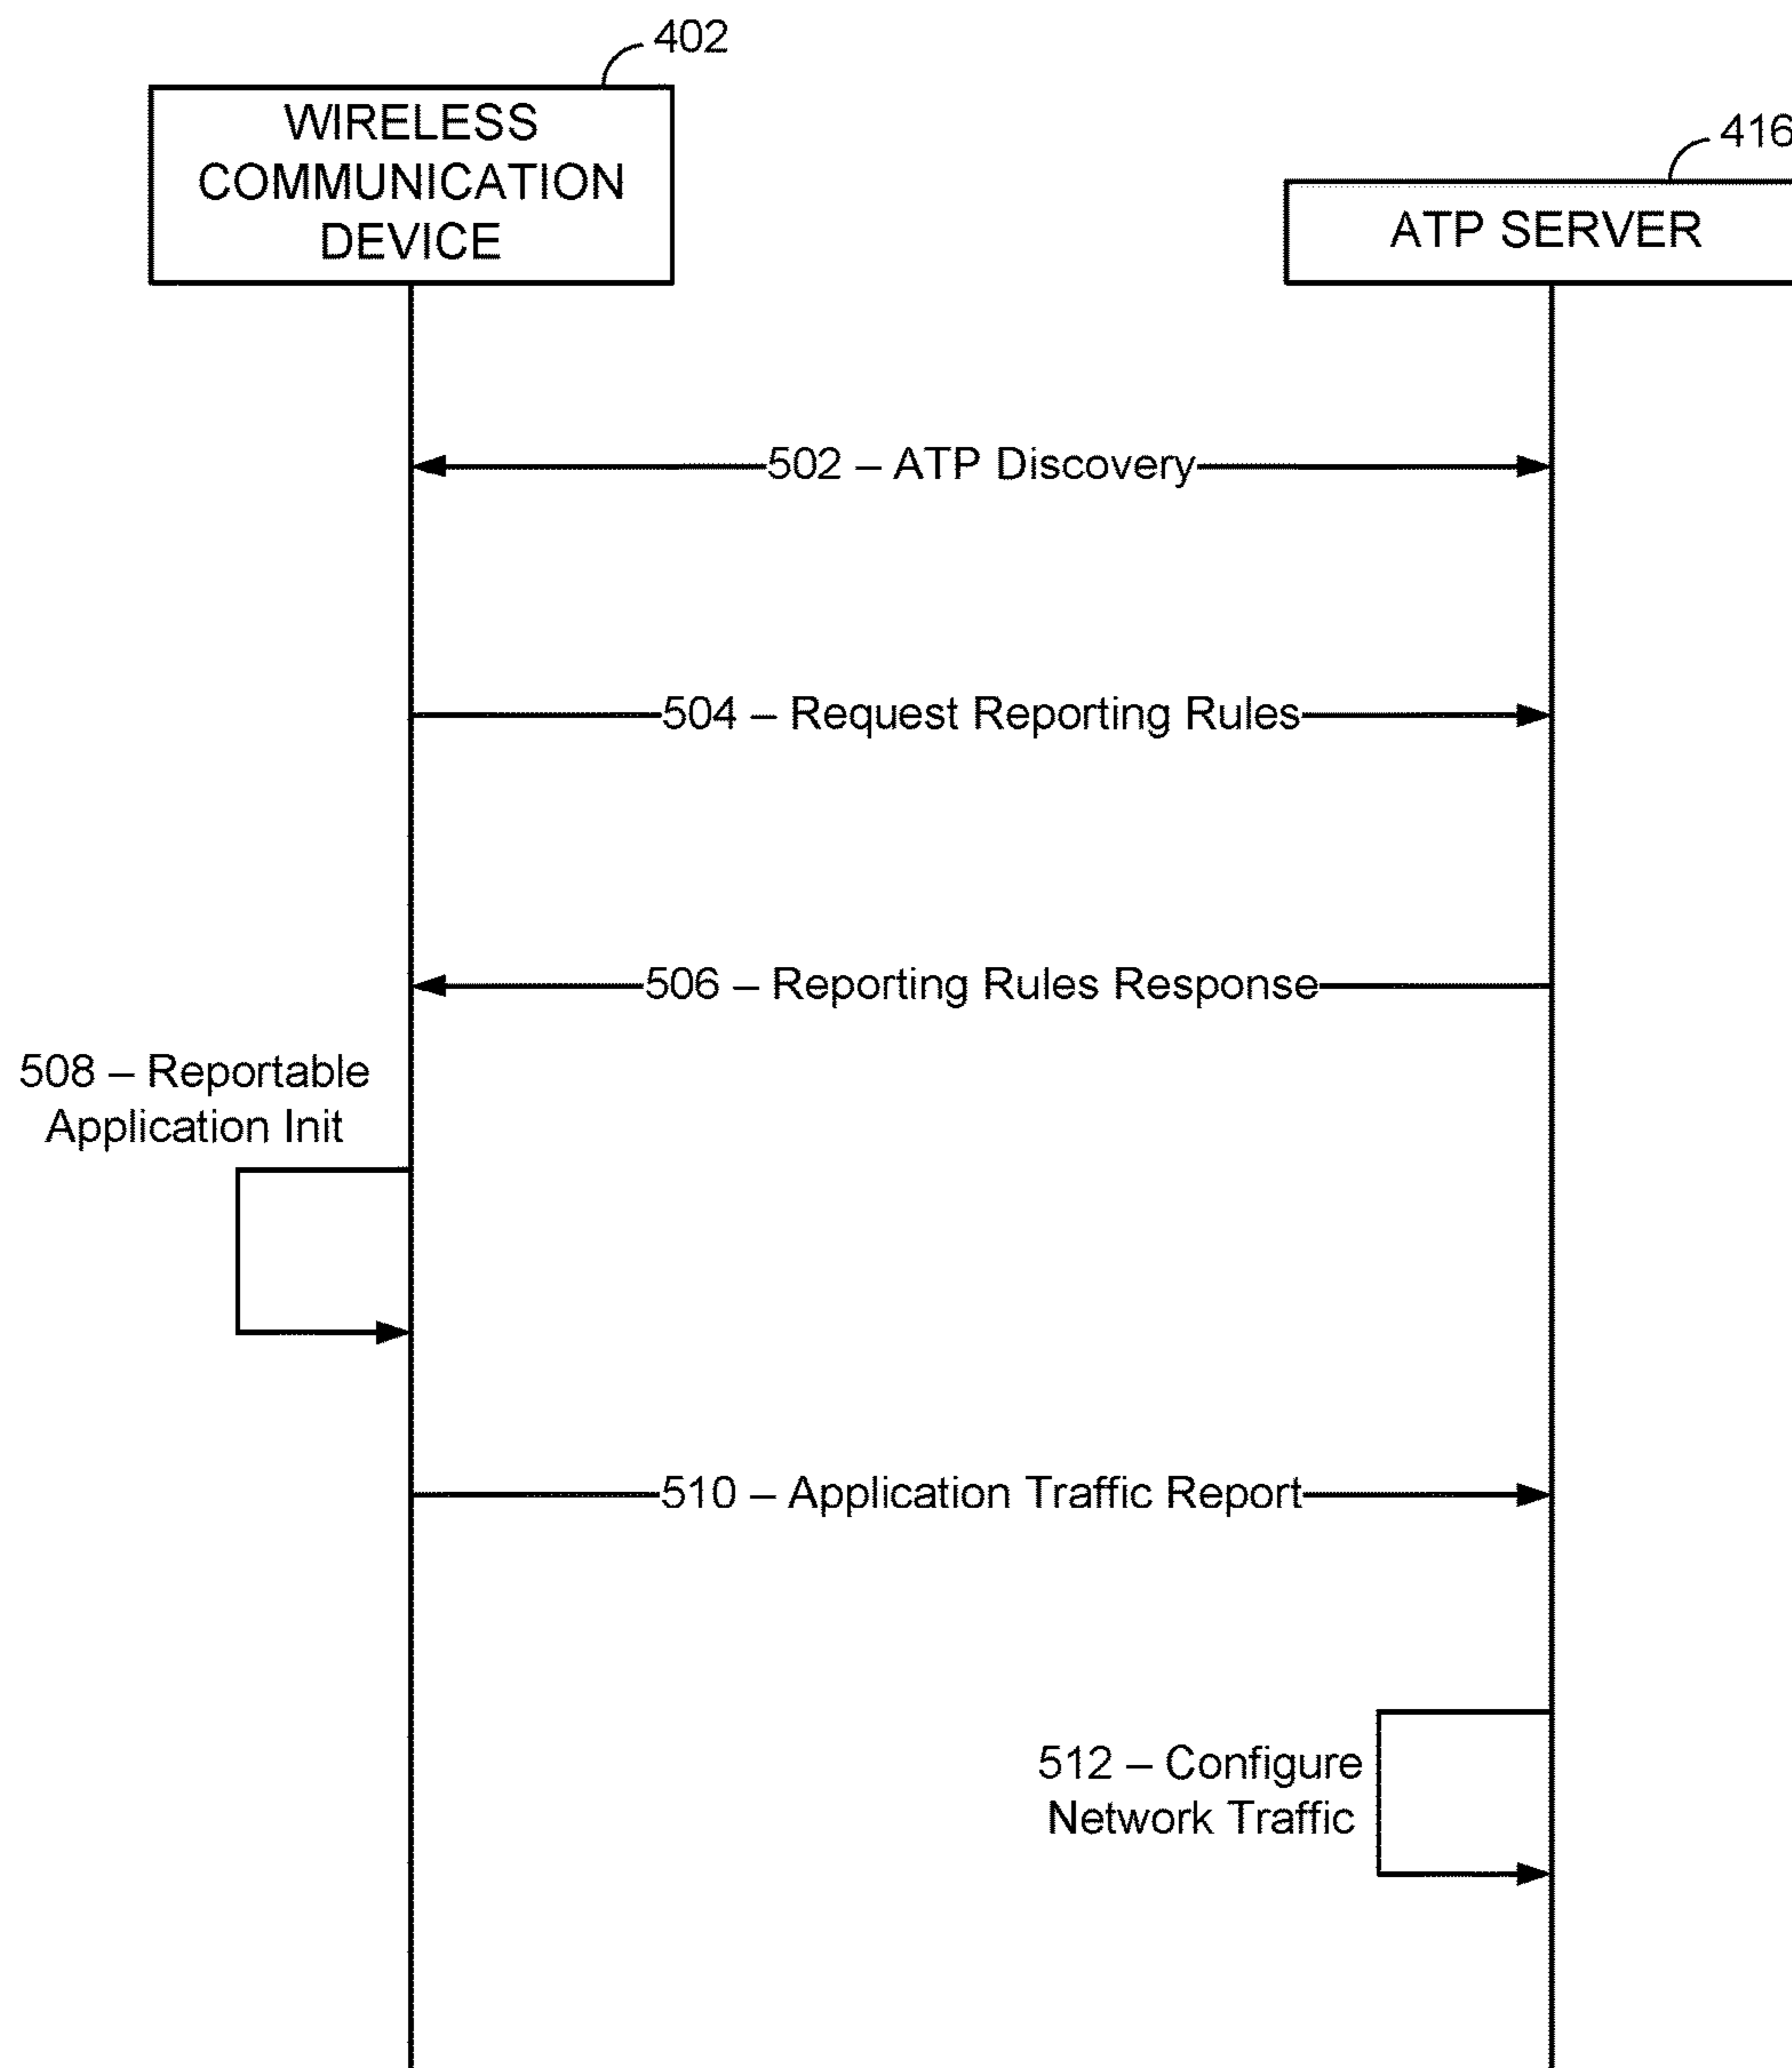 402
WIRELESS
COMMUNICATION
DEVICE
416
ATP SERVER
502 – ATP Discovery
504 – Request Reporting Rules
506 – Reporting Rules Response
508 – Reportable
Application Init
510 – Application Traffic Report
512 – Configure
Network Traffic